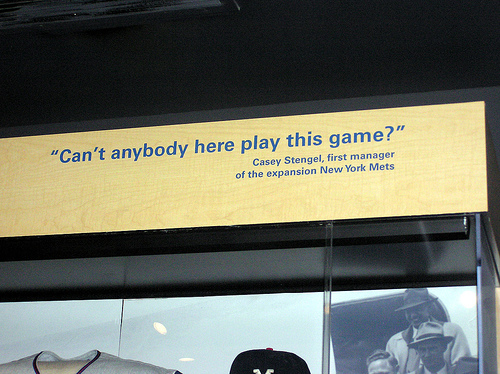 "Can't anybody here play this game?"
Casey Stengel, first manager
of the expansion New York Mets